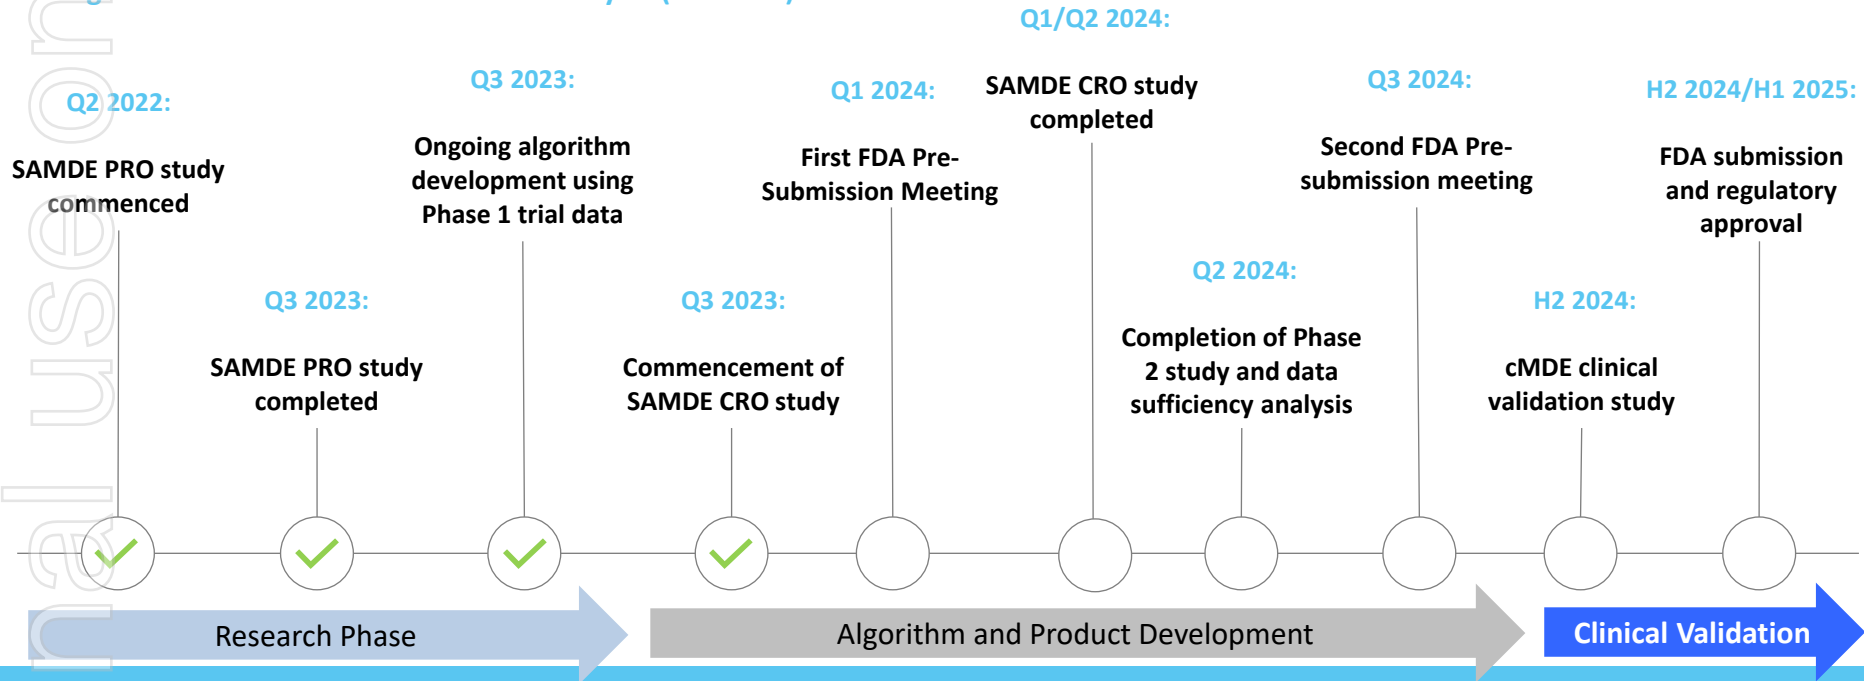 Q2 2022:
SAMDE PRO study
commenced
Q3 2023:
SAMDE PRO study
completed
Q3 2023:
Ongoing algorithm
development using
Phase 1 trial data
Q3 2023:
Commencement of
SAMDE CRO study
Q1 2024:
First FDA Pre-
Submission Meeting
Q1/Q2 2024:
SAMDE CRO study
completed
Q2 2024:
Completion of Phase
2 study and data
sufficiency analysis
Q3 2024:
Second FDA Pre-
submission meeting
H2 2024:
cMDE clinical
validation study
H2 2024/H1 2025:
FDA submission
and regulatory
approval
Research Phase
Algorithm and Product Development
Clinical Validation
nal use on